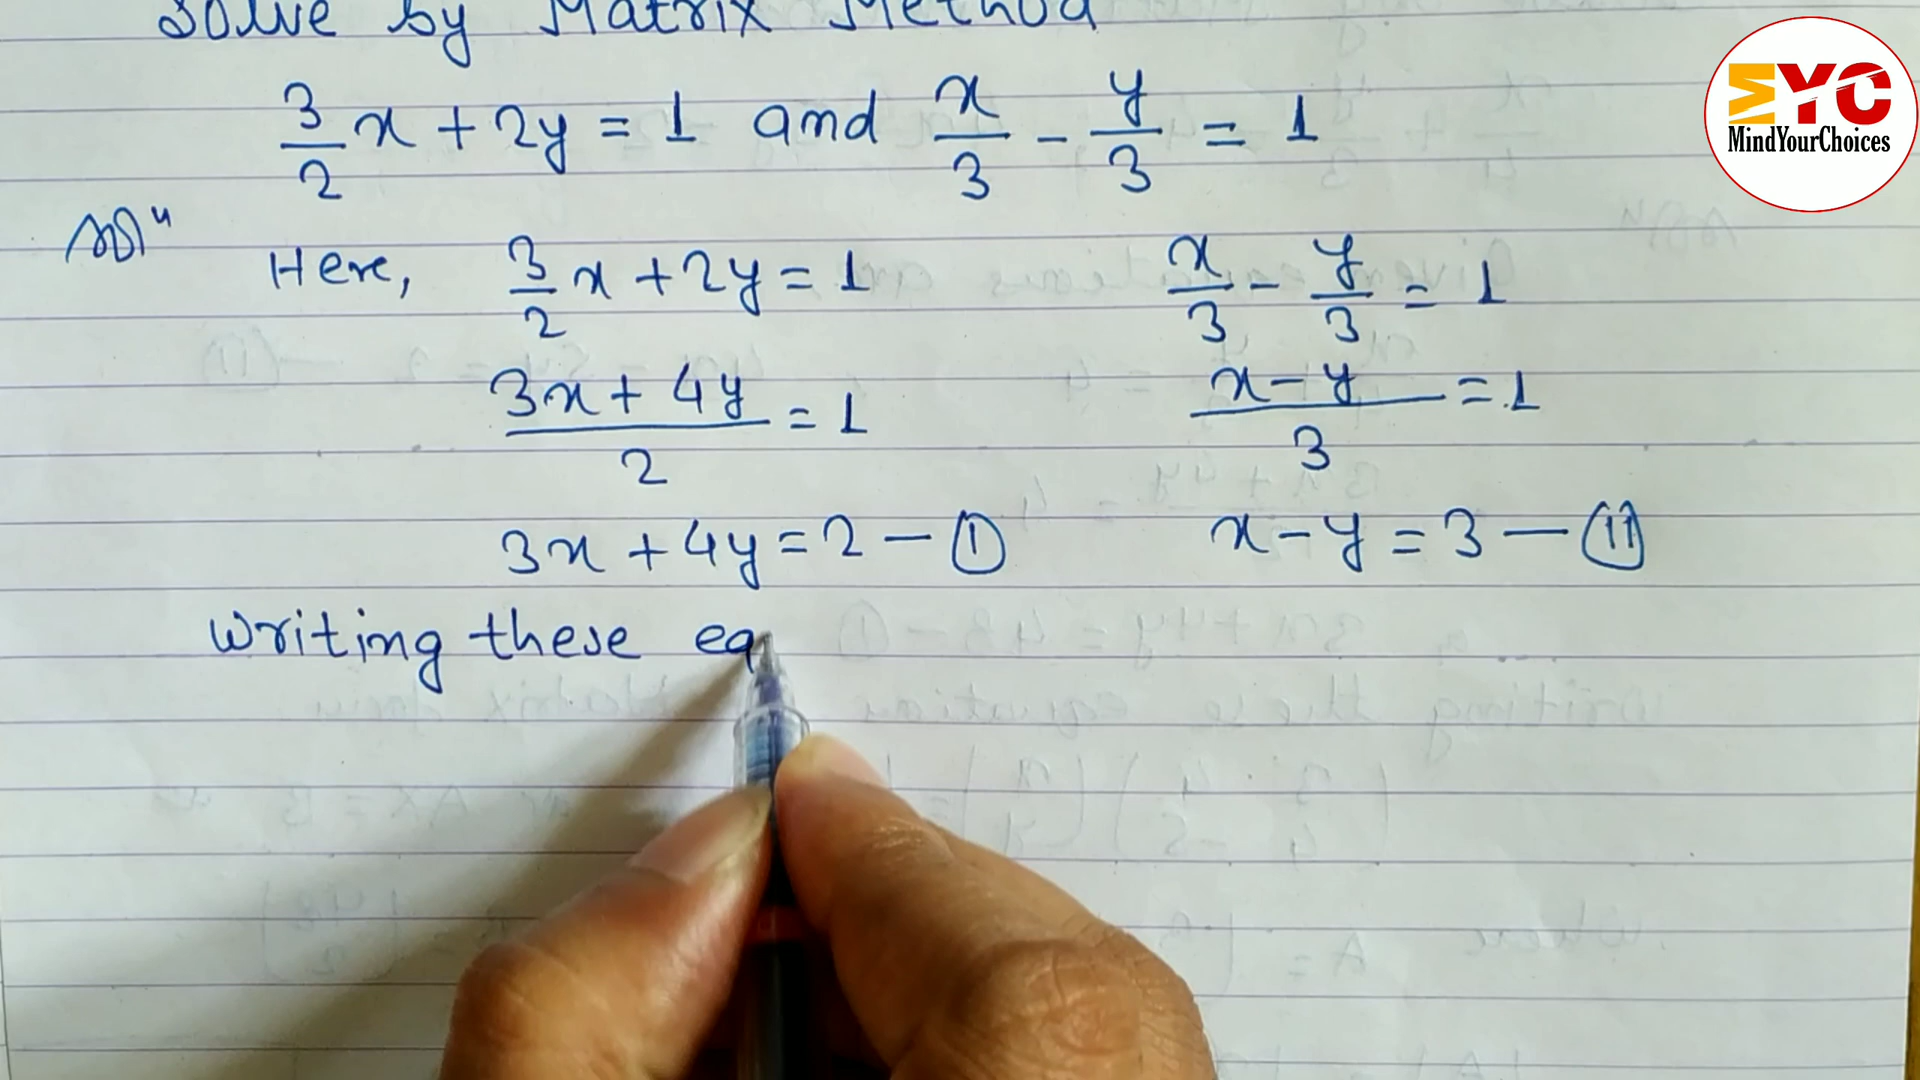 Solve by Matrix Method
3/2 x + 2y = 1 and x/3 - y/3 = 1
MYC
MindYourChoices
Solⁿ
Here, 3/2 x + 2y = 1 x/3 - y/3 = 1
(3x + 4y)/2 = 1 (x - y)/3 = 1
3x + 4y = 2 — (I) x - y = 3 — (II)
Writing these eq